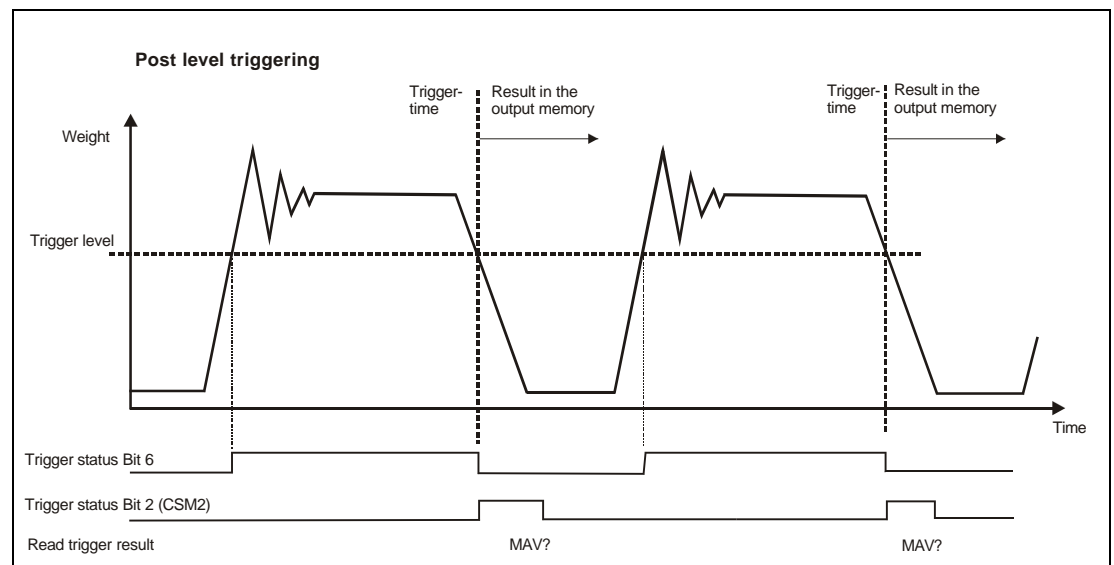 Post level triggering
Trigger-
time
Result in the
output memory
Trigger-
time
Result in the
output memory
Weight
Trigger level
Time
Trigger status Bit 6
Trigger status Bit 2 (CSM2)
Read trigger result
MAV?
MAV?